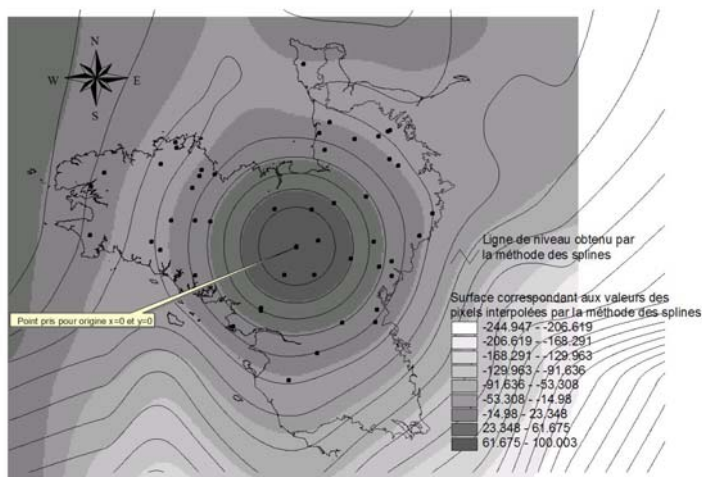 N
W E
S
Ligne de niveau obtenu par
la méthode des splines
Point pris pour origine x=0 et y=0
Surface correspondant aux valeurs des
pixels interpolées par la méthode des splines
-244.947 - -206.619
-206.619 - -168.291
-168.291 - -129.963
-129.963 - -91.636
-91.636 - -53.308
-53.308 - -14.98
-14.98 - 23.348
23.348 - 61.675
61.675 - 100.003